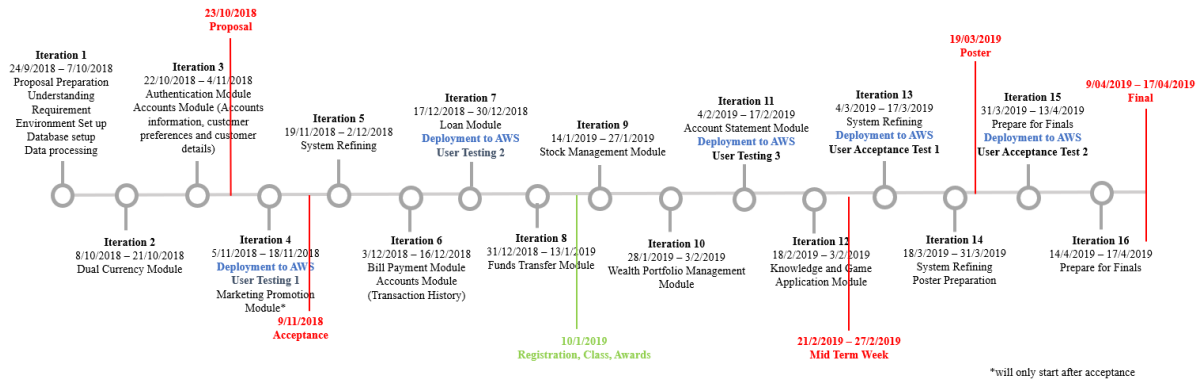 23/10/2018
Proposal
Iteration 1
24/9/2018 – 7/10/2018
Proposal Preparation
Understanding
Requirement
Environment Set up
Database setup
Data processing
Iteration 3
22/10/2018 – 4/11/2018
Authentication Module
Accounts Module (Accounts
information, customer
preferences and customer
details)
Iteration 5
19/11/2018 – 2/12/2018
System Refining
Iteration 7
17/12/2018 – 30/12/2018
Loan Module
Deployment to AWS
User Testing 2
Iteration 9
14/1/2019 – 27/1/2019
Stock Management Module
Iteration 11
4/2/2019 – 17/2/2019
Account Statement Module
Deployment to AWS
User Testing 3
Iteration 13
4/3/2019 – 17/3/2019
System Refining
Deployment to AWS
User Acceptance Test 1
19/03/2019
Poster
Iteration 15
31/3/2019 – 13/4/2019
Prepare for Finals
Deployment to AWS
User Acceptance Test 2
9/04/2019 – 17/04/2019
Final
Iteration 2
8/10/2018 – 21/10/2018
Dual Currency Module
Iteration 4
5/11/2018 – 18/11/2018
Deployment to AWS
User Testing 1
Marketing Promotion
Module*
9/11/2018
Acceptance
Iteration 6
3/12/2018 – 16/12/2018
Bill Payment Module
Accounts Module
(Transaction History)
Iteration 8
31/12/2018 – 13/1/2019
Funds Transfer Module
10/1/2019
Registration, Class, Awards
Iteration 10
28/1/2019 – 3/2/2019
Wealth Portfolio Management
Module
Iteration 12
18/2/2019 – 3/2/2019
Knowledge and Game
Application Module
21/2/2019 – 27/2/2019
Mid Term Week
Iteration 14
18/3/2019 – 31/3/2019
System Refining
Poster Preparation
Iteration 16
14/4/2019 – 17/4/2019
Prepare for Finals
*will only start after acceptance